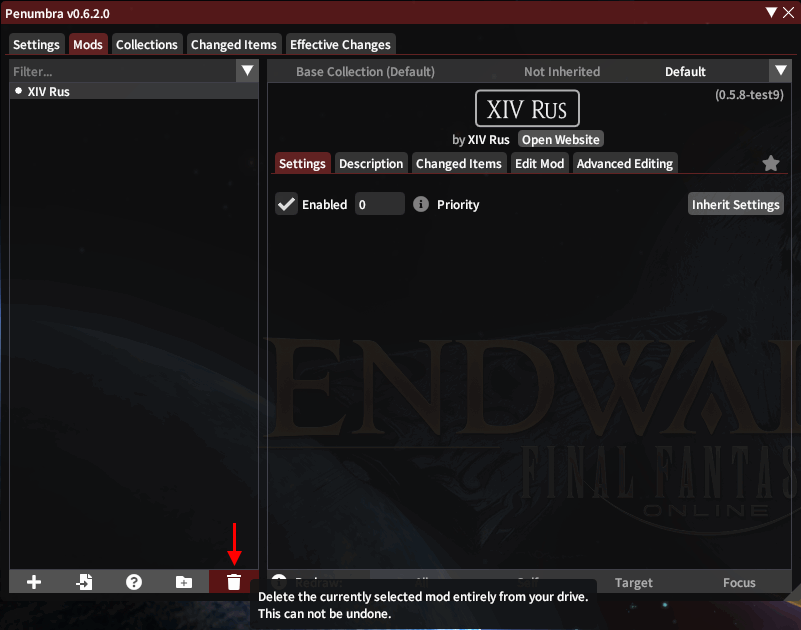 Penumbra v0.6.2.0
Settings Mods Collections Changed Items Effective Changes
Filter...
XIV Rus
Base Collection (Default) Not Inherited Default
(0.5.8-test9)
XIV Rus
by XIV Rus Open Website
Settings Description Changed Items Edit Mod Advanced Editing
Enabled 0 Priority Inherit Settings
ENDWA
FINAL FANTAS
ONLINE
Redraw: Target Focus
Delete the currently selected mod entirely from your drive.
This can not be undone.